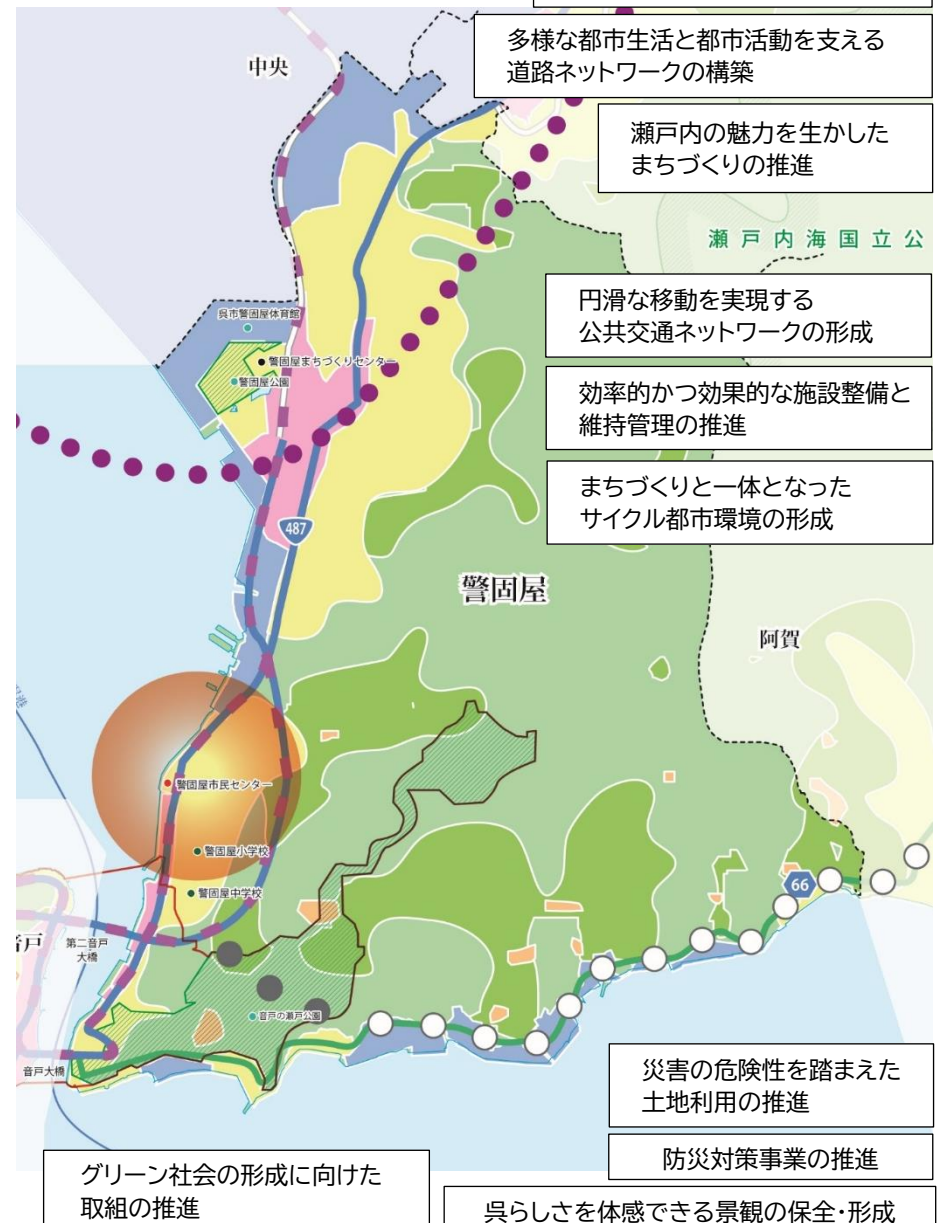 多様な都市生活と都市活動を支える
道路ネットワークの構築
中央
瀬戸内の魅力を生かした
まちづくりの推進
瀬戸内海国立公
円滑な移動を実現する
公共交通ネットワークの形成
呉市警固屋体育館
警固屋まちづくりセンター
警固屋公園
効率的かつ効果的な施設整備と
維持管理の推進
まちづくりと一体となった
サイクル都市環境の形成
487
警固屋
阿賀
警固屋市民センター
警固屋小学校
66
警固屋中学校
音戸
第二音戸
大橋
音戸の瀬戸公園
音戸大橋
災害の危険性を踏まえた
土地利用の推進
防災対策事業の推進
グリーン社会の形成に向けた
取組の推進
呉らしさを体感できる景観の保全・形成